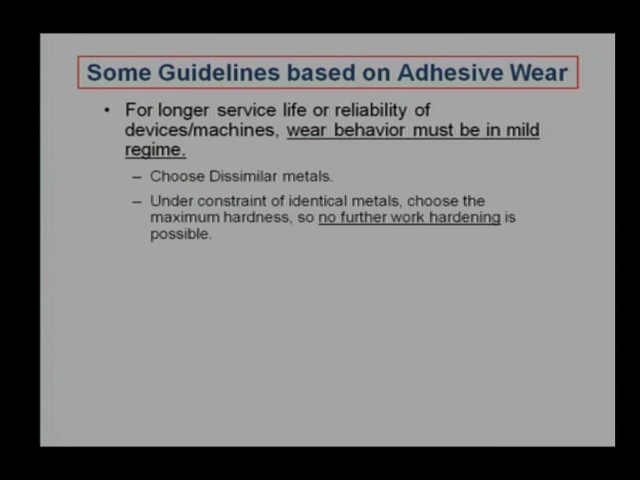 Some Guidelines based on Adhesive Wear
• For longer service life or reliability of
devices/machines, wear behavior must be in mild
regime.
– Choose Dissimilar metals.
– Under constraint of identical metals, choose the
maximum hardness, so no further work hardening is
possible.